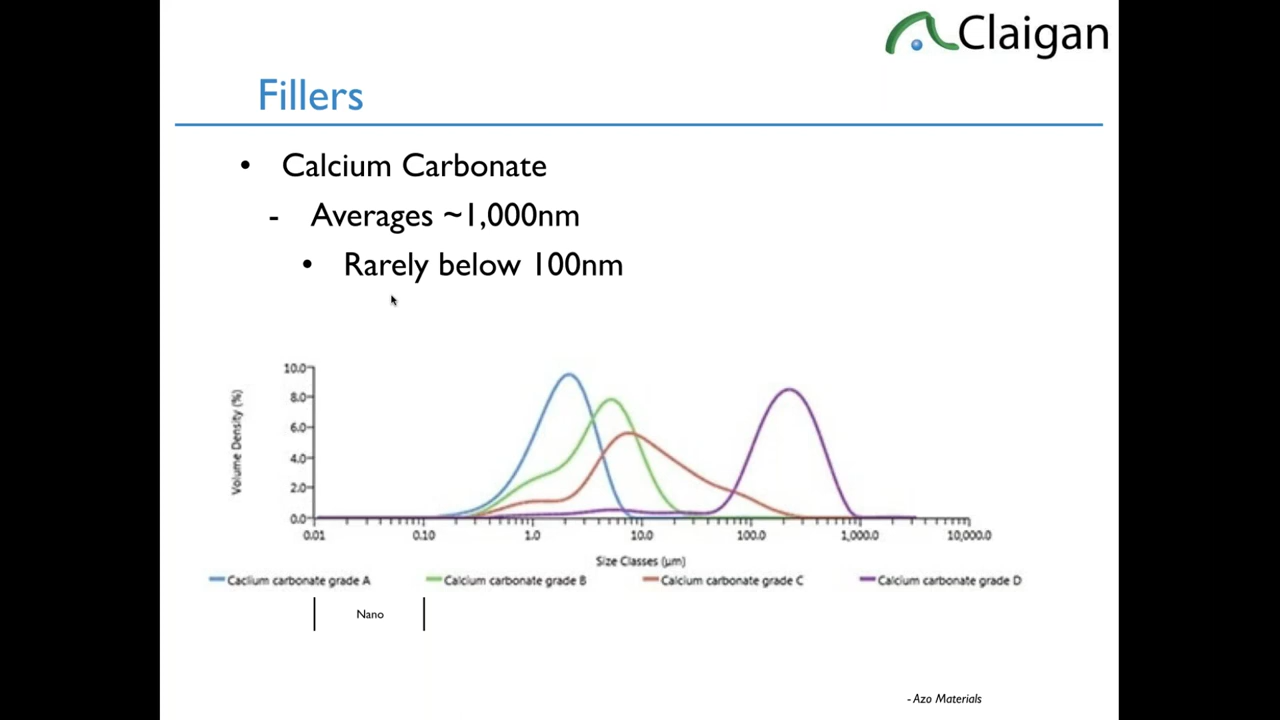 Claigan
Fillers
• Calcium Carbonate
- Averages ~1,000nm
• Rarely below 100nm
Volume Density (%)
10.0
8.0
6.0
4.0
2.0
0.0
0.01 0.10 1.0 10.0 100.0 1,000.0 10,000.0
Size Classes (μm)
Caclium carbonate grade A Calcium carbonate grade B Calcium carbonate grade C Calcium carbonate grade D
Nano
- Azo Materials